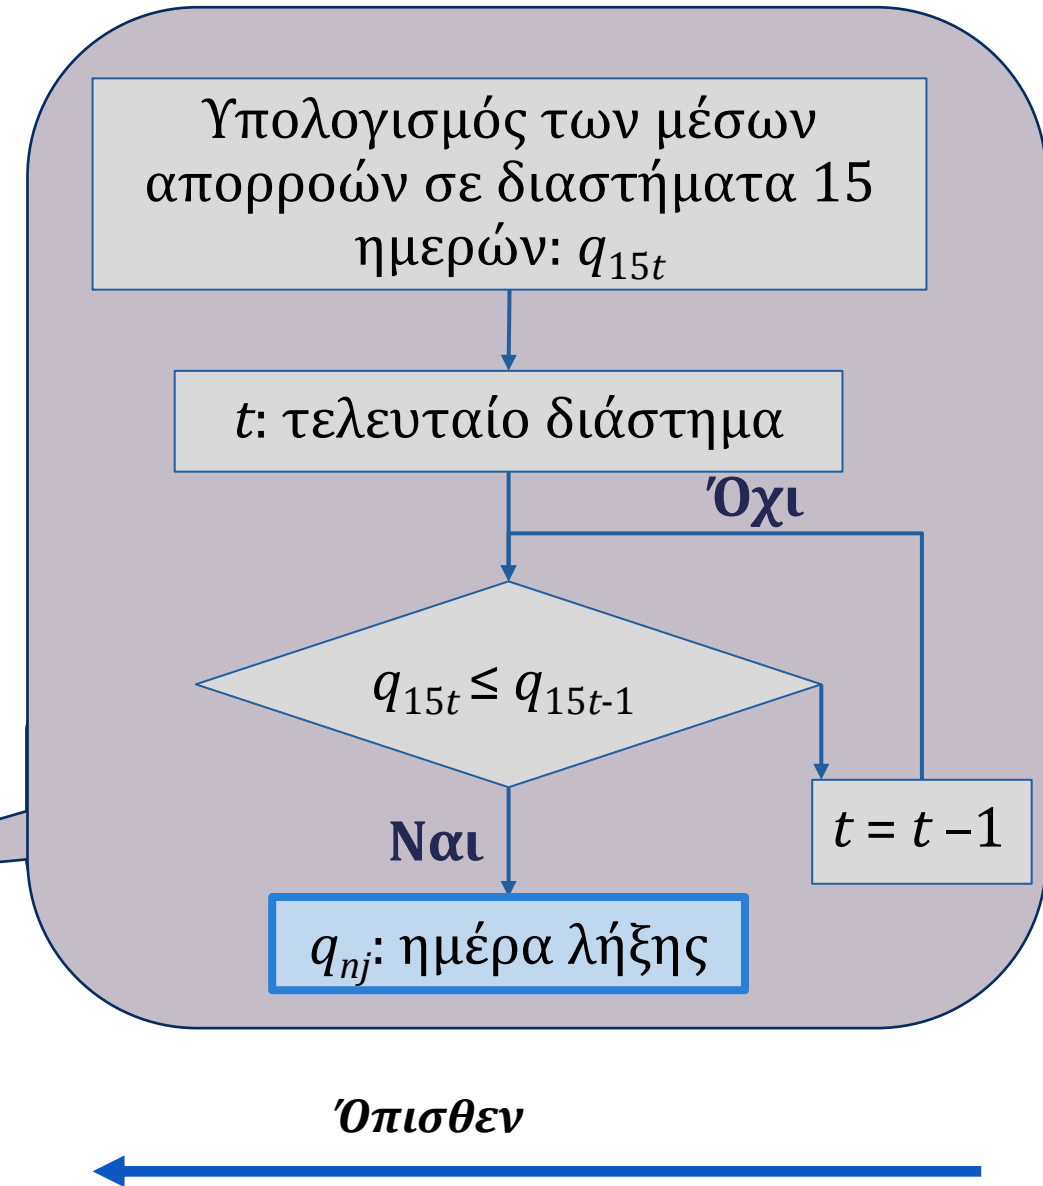 Υπολογισμός των μέσων
απορροών σε διαστήματα 15
ημερών: q15t
t: τελευταίο διάστημα
Όχι
q15t ≤ q15t-1
Ναι
t = t –1
qnj: ημέρα λήξης
Όπισθεν